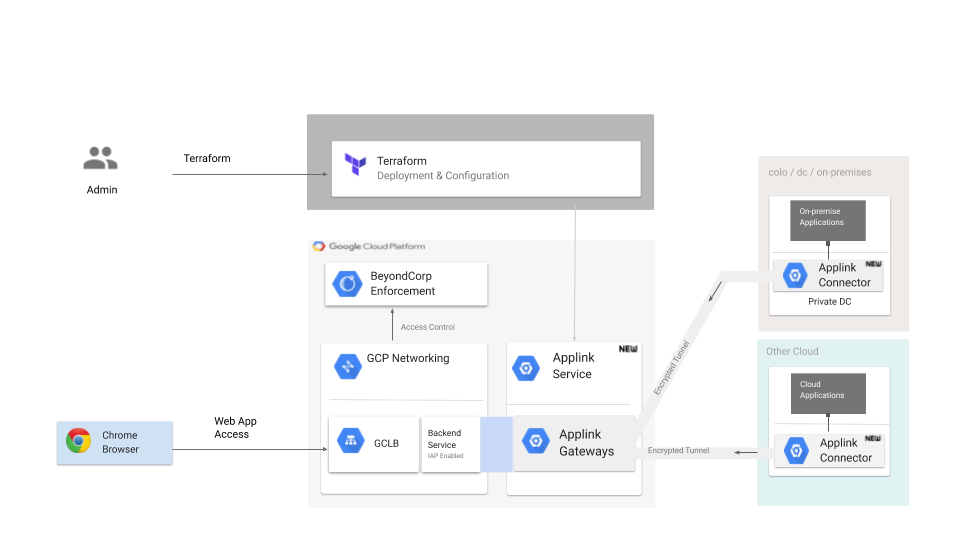 Admin
Terraform
Terraform
Deployment & Configuration
Google Cloud Platform
BeyondCorp
Enforcement
Access Control
GCP Networking
GCLB
Backend
Service
IAP Enabled
NEW
Applink
Service
Applink
Gateways
Chrome
Browser
Web App
Access
Encrypted Tunnel
Encrypted Tunnel
colo / dc / on-premises
On-premise
Applications
NEW
Applink
Connector
Private DC
Other Cloud
Cloud
Applications
NEW
Applink
Connector